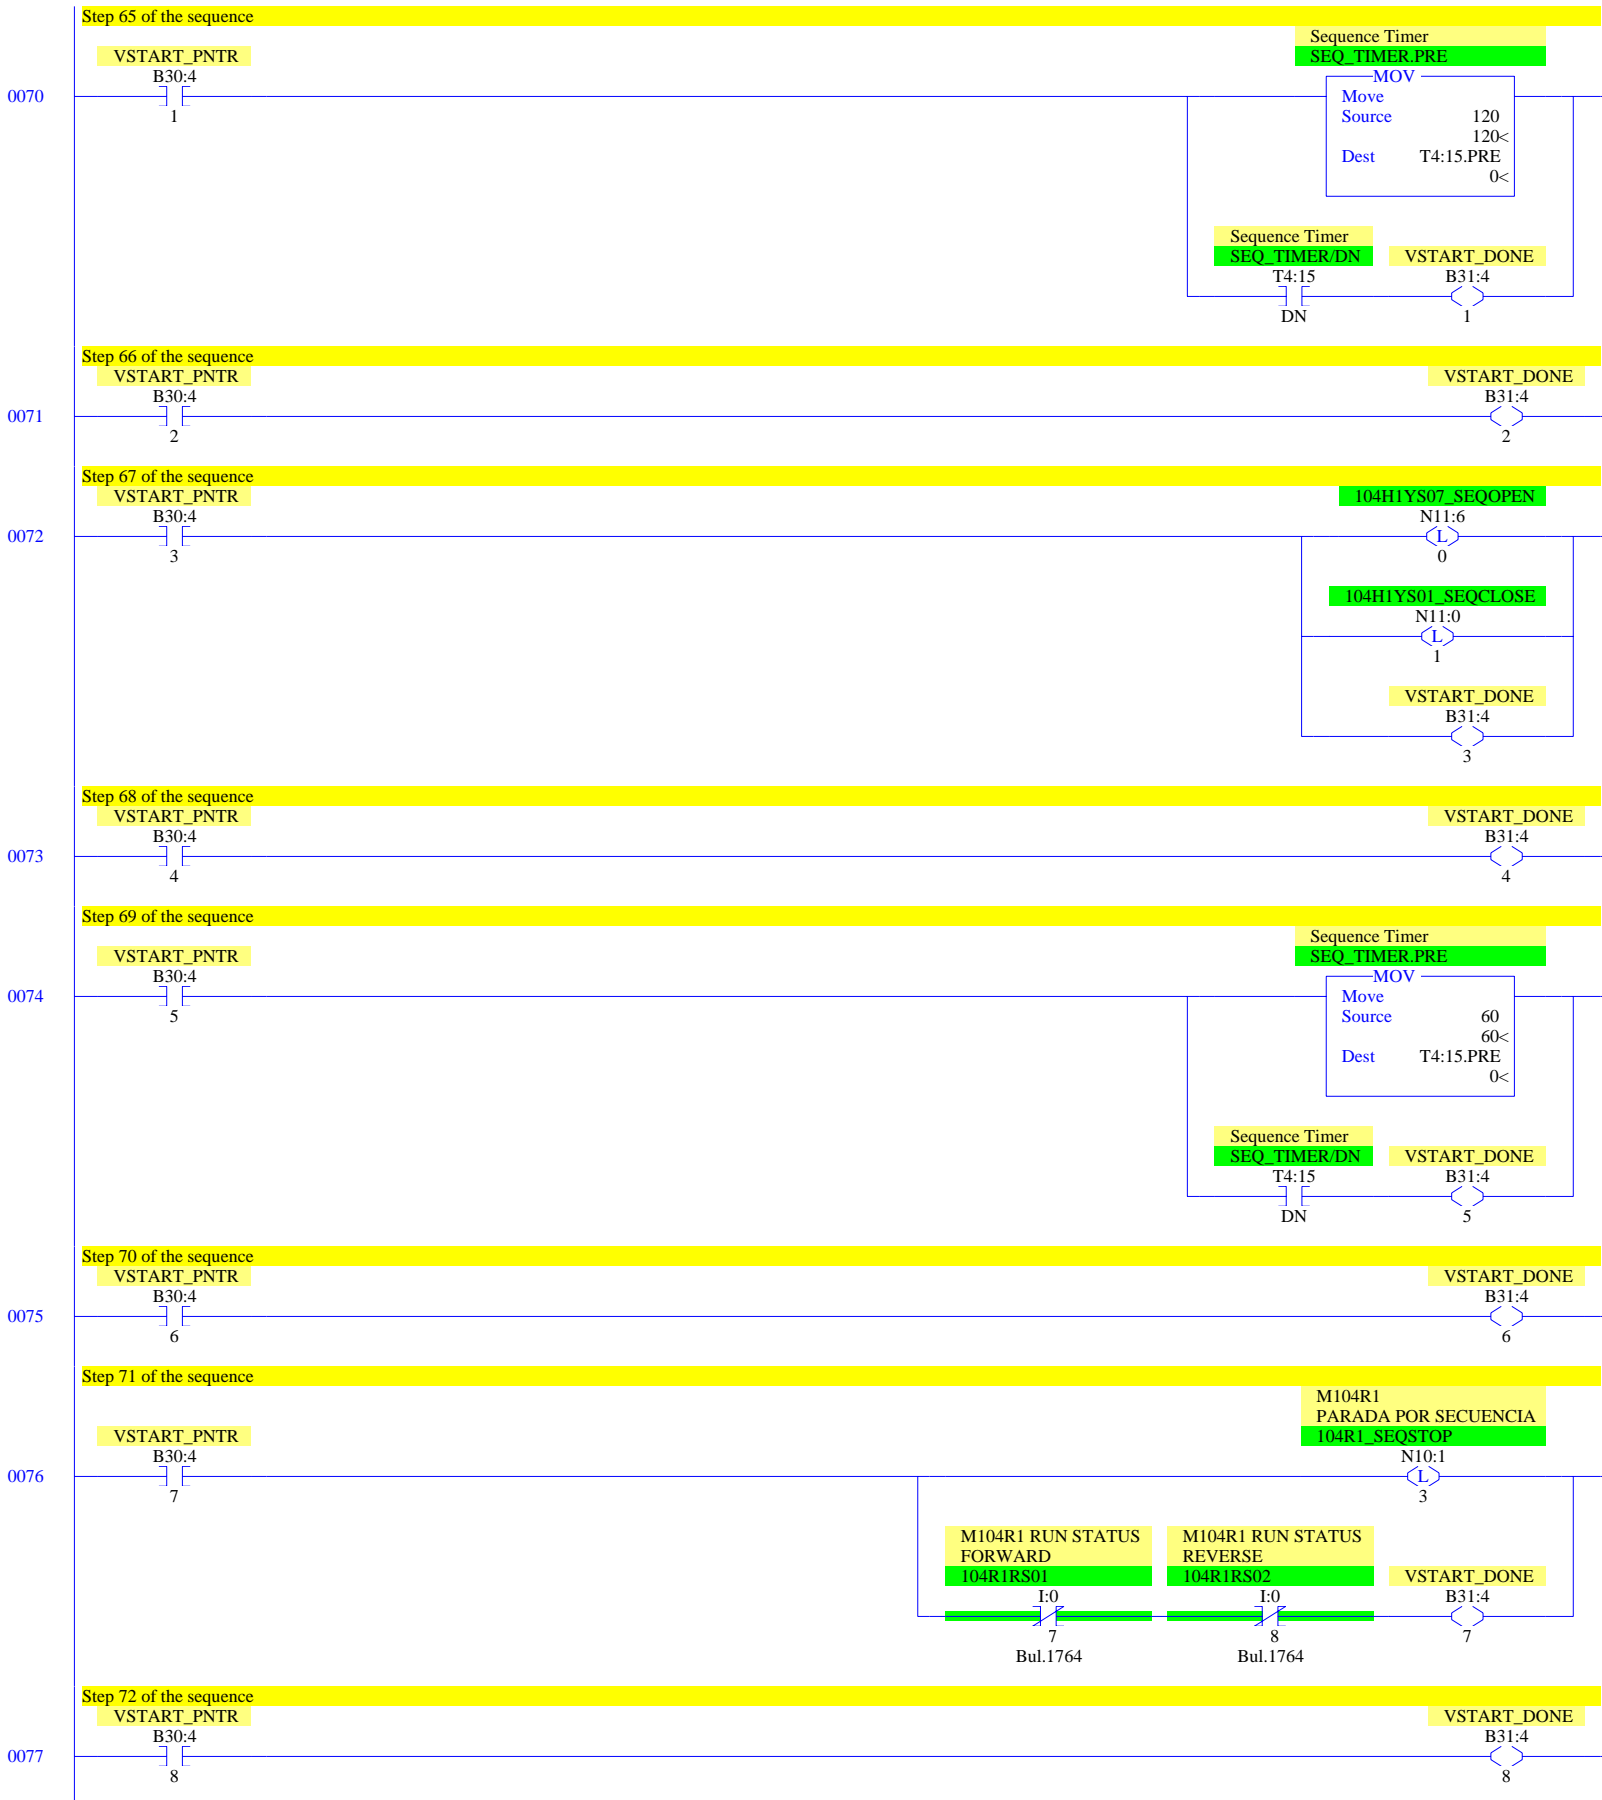 Step 65 of the sequence
Sequence Timer
VSTART_PNTR SEQ_TIMER.PRE
B30:4 MOV
0070 Move
1 Source 120
120<
Dest T4:15.PRE
0<
Sequence Timer
SEQ_TIMER/DN VSTART_DONE
T4:15 B31:4
DN 1
Step 66 of the sequence
VSTART_PNTR VSTART_DONE
B30:4 B31:4
0071
2 2
Step 67 of the sequence
VSTART_PNTR 104H1YS07_SEQOPEN
B30:4 N11:6
0072 L
3 0
104H1YS01_SEQCLOSE
N11:0
L
1
VSTART_DONE
B31:4
3
Step 68 of the sequence
VSTART_PNTR VSTART_DONE
B30:4 B31:4
0073
4 4
Step 69 of the sequence
Sequence Timer
VSTART_PNTR SEQ_TIMER.PRE
B30:4 MOV
0074 Move
5 Source 60
60<
Dest T4:15.PRE
0<
Sequence Timer
SEQ_TIMER/DN VSTART_DONE
T4:15 B31:4
DN 5
Step 70 of the sequence
VSTART_PNTR VSTART_DONE
B30:4 B31:4
0075
6 6
Step 71 of the sequence
M104R1
PARADA POR SECUENCIA
VSTART_PNTR 104R1_SEQSTOP
B30:4 N10:1
0076 L
7 3
M104R1 RUN STATUS M104R1 RUN STATUS
FORWARD REVERSE
104R1RS01 104R1RS02 VSTART_DONE
I:0 I:0 B31:4
7 8 7
Bul.1764 Bul.1764
Step 72 of the sequence
VSTART_PNTR VSTART_DONE
B30:4 B31:4
0077
8 8